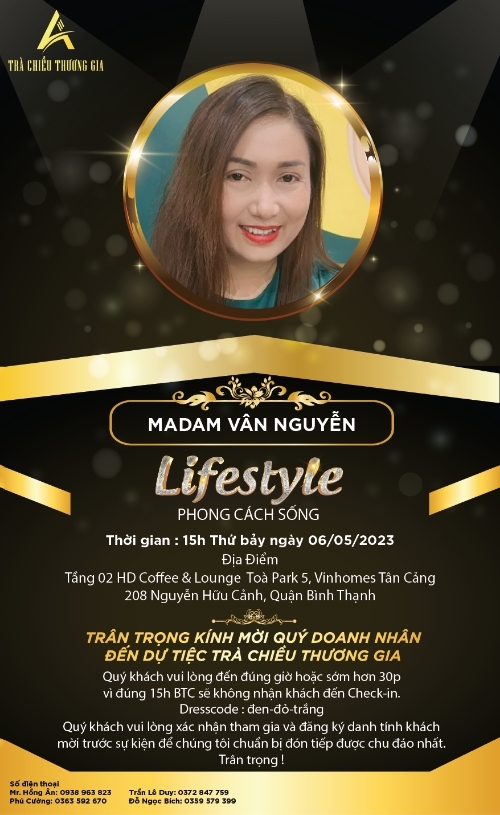 TRÀ CHIỀU THƯƠNG GIA
MADAM VÂN NGUYỄN
Lifestyle
PHONG CÁCH SỐNG
Thời gian : 15h Thứ bảy ngày 06/05/2023
Địa Điểm
Tầng 02 HD Coffee & Lounge Toà Park 5, Vinhomes Tân Cảng
208 Nguyễn Hữu Cảnh, Quận Bình Thạnh
TRÂN TRỌNG KÍNH MỜI QUÝ DOANH NHÂN
ĐẾN DỰ TIỆC TRÀ CHIỀU THƯƠNG GIA
Quý khách vui lòng đến đúng giờ hoặc sớm hơn 30p
vì đúng 15h BTC sẽ không nhận khách đến Check-in.
Dresscode : đen-đỏ-trắng
Quý khách vui lòng xác nhận tham gia và đăng ký danh tính khách
mời trước sự kiện để chúng tôi chuẩn bị đón tiếp được chu đáo nhất.
Trân trọng !
Số điện thoại
Mr. Hồng Ân: 0938 963 823 Trần Lê Duy: 0372 847 759
Phú Cường: 0363 592 670 Đỗ Ngọc Bích: 0359 579 399